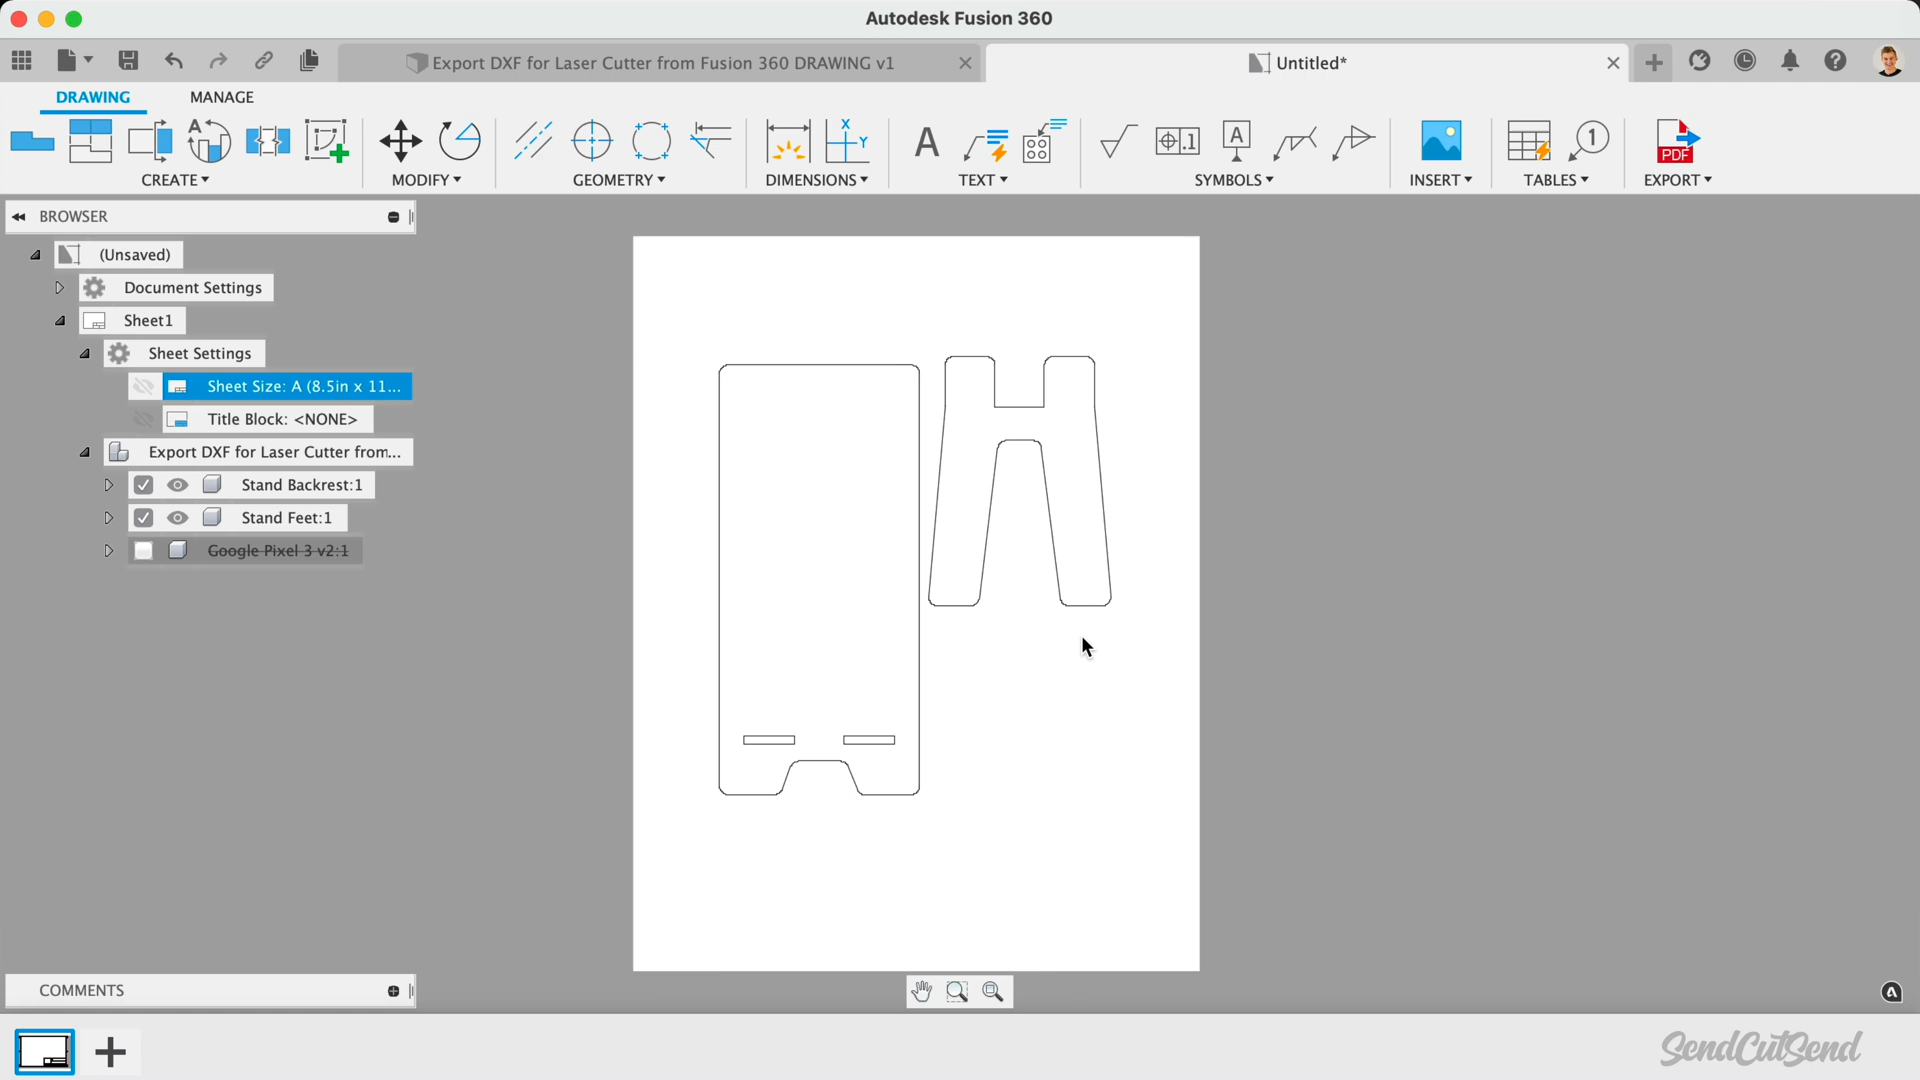 Autodesk Fusion 360
Export DXF for Laser Cutter from Fusion 360 DRAWING v1
Untitled*
DRAWING
MANAGE
CREATE
MODIFY
GEOMETRY
DIMENSIONS
TEXT
SYMBOLS
INSERT
TABLES
EXPORT
BROWSER
(Unsaved)
Document Settings
Sheet1
Sheet Settings
Sheet Size: A (8.5in x 11...
Title Block: <NONE>
Export DXF for Laser Cutter from...
Stand Backrest:1
Stand Feet:1
Google Pixel 3 v2:1
COMMENTS
SendCutSend